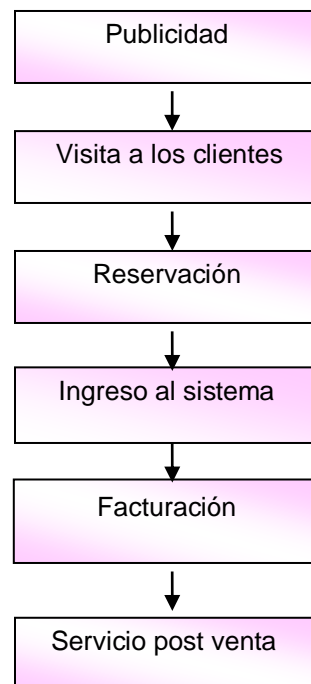 Publicidad
Visita a los clientes
Reservación
Ingreso al sistema
Facturación
Servicio post venta